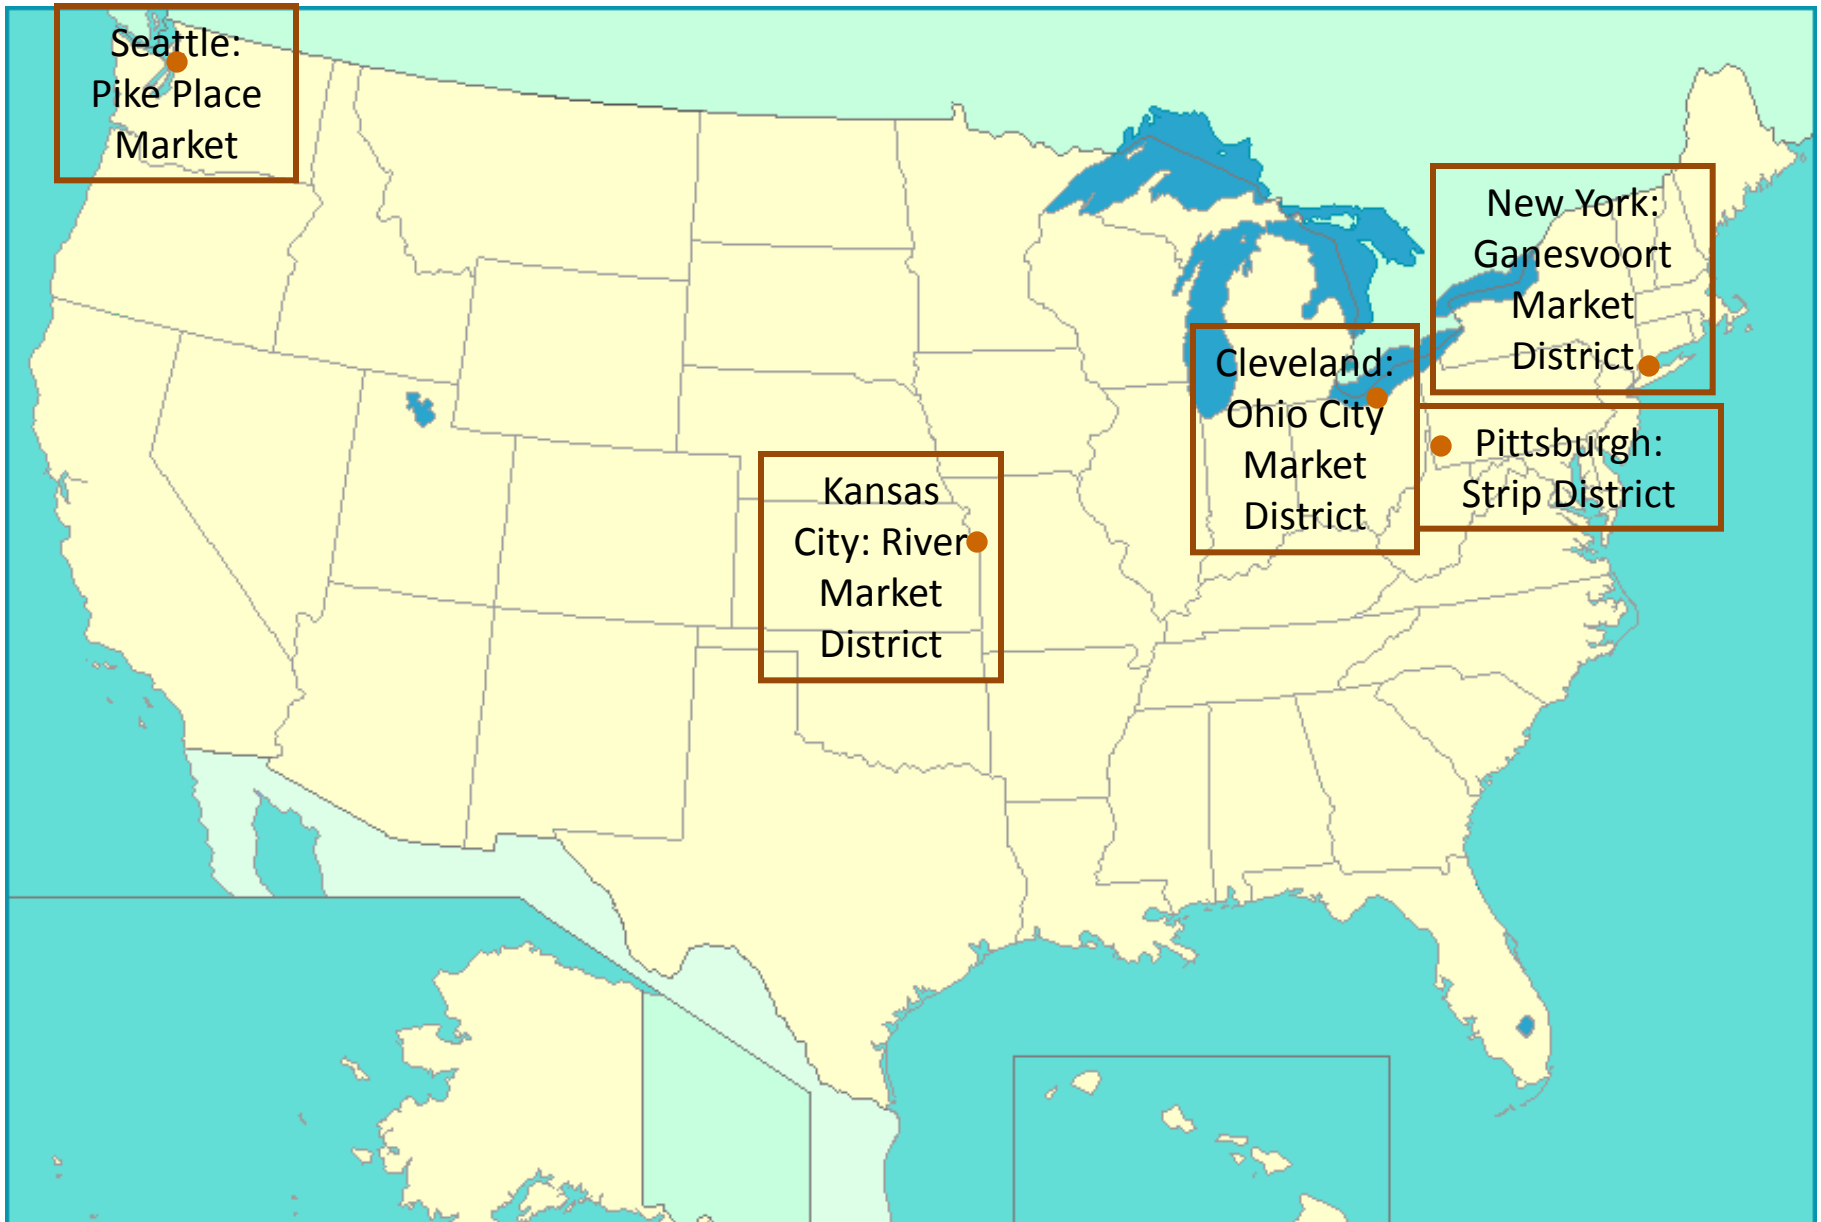 Seattle:
Pike Place
Market
New York:
Ganesvoort
Market
District
Cleveland:
Ohio City
Market
District
Pittsburgh:
Strip District
Kansas
City: River
Market
District